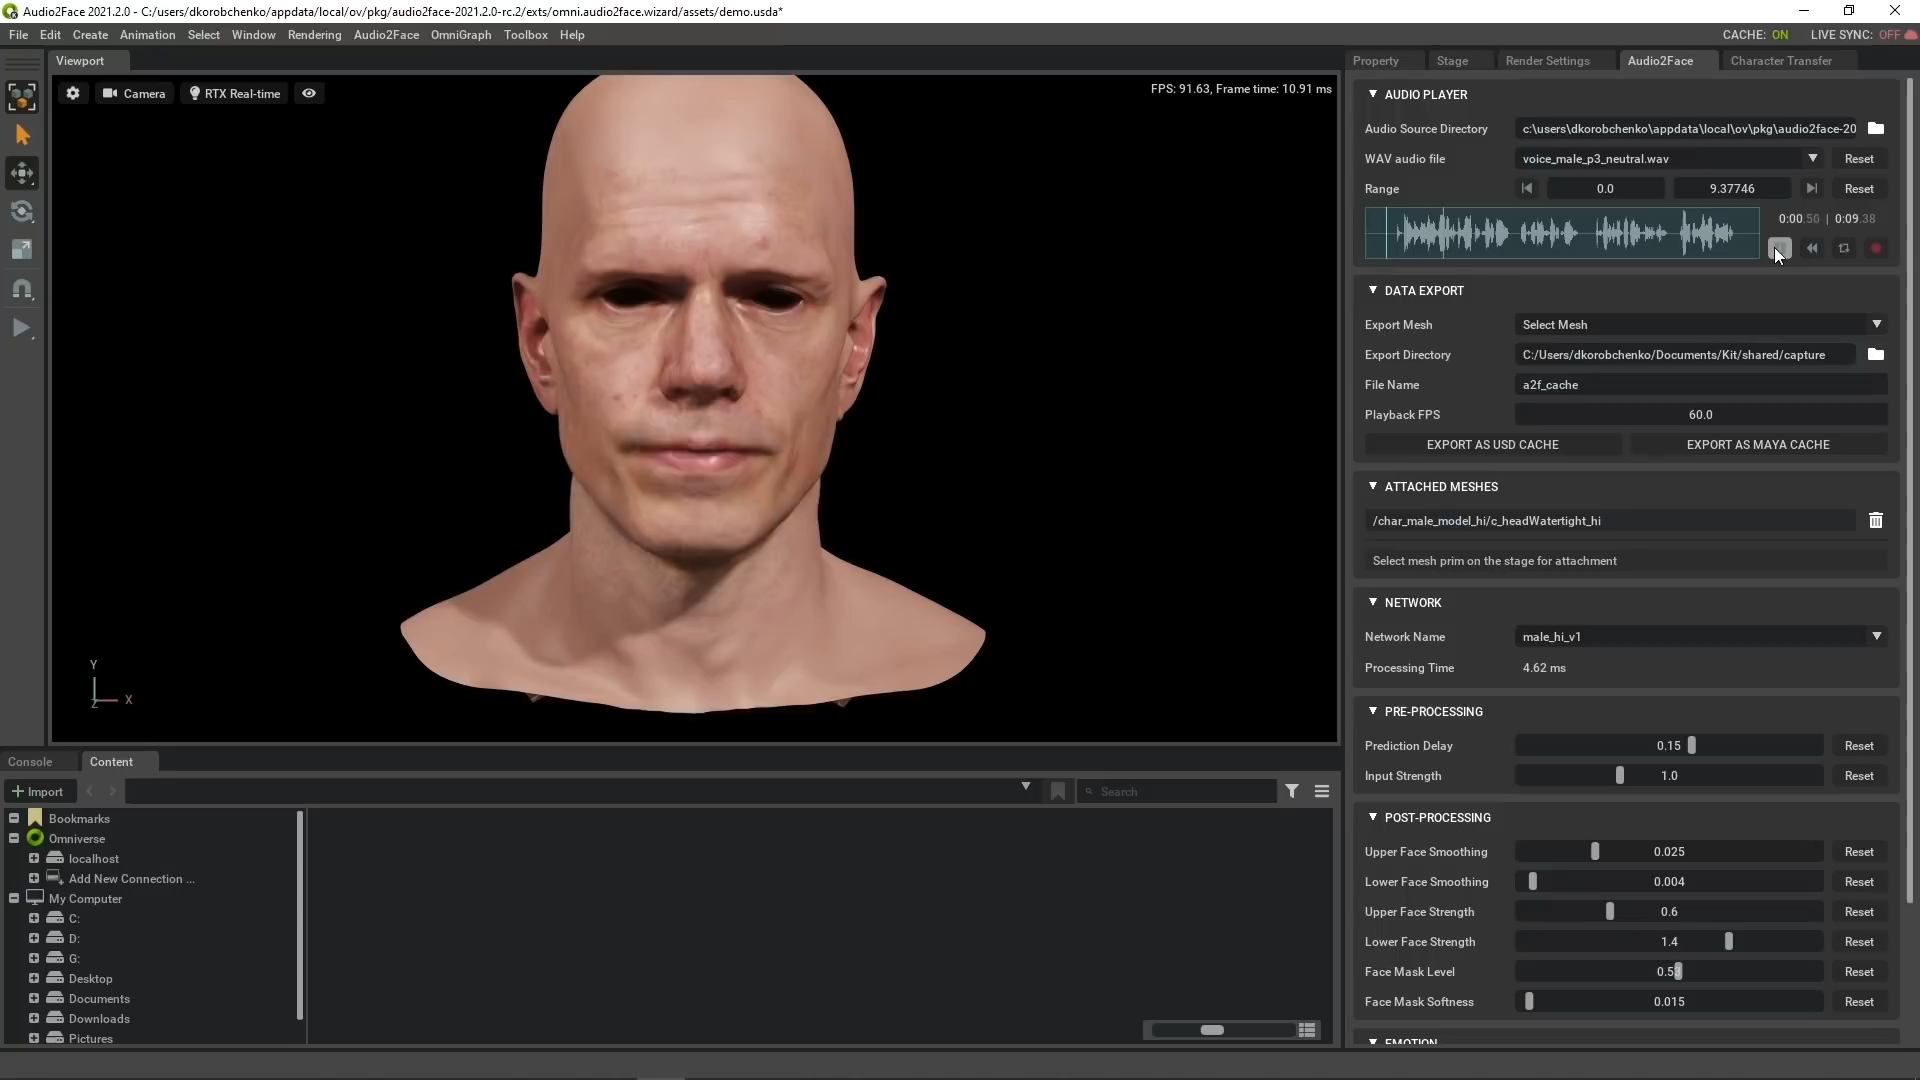 Audio2Face 2021.2.0 - C:/users/dkorobchenko/appdata/local/ov/pkg/audio2face-2021.2.0-rc.2/exts/omni.audio2face.wizard/assets/demo.usda*
File Edit Create Animation Select Window Rendering Audio2Face OmniGraph Toolbox Help
CACHE: ON LIVE SYNC: OFF
Viewport
Property Stage Render Settings Audio2Face Character Transfer
Camera RTX Real-time
FPS: 91.63, Frame time: 10.91 ms
AUDIO PLAYER
Audio Source Directory c:\users\dkorobchenko\appdata\local\ov\pkg\audio2face-20
WAV audio file voice_male_p3_neutral.wav Reset
Range 0.0 9.37746 Reset
0:00.50 | 0:09.38
DATA EXPORT
Export Mesh Select Mesh
Export Directory C:/Users/dkorobchenko/Documents/Kit/shared/capture
File Name a2f_cache
Playback FPS 60.0
EXPORT AS USD CACHE EXPORT AS MAYA CACHE
ATTACHED MESHES
/char_male_model_hi/c_headWatertight_hi
Select mesh prim on the stage for attachment
NETWORK
Network Name male_hi_v1
Processing Time 4.62 ms
PRE-PROCESSING
Prediction Delay 0.15 Reset
Input Strength 1.0 Reset
POST-PROCESSING
Upper Face Smoothing 0.025 Reset
Lower Face Smoothing 0.004 Reset
Upper Face Strength 0.6 Reset
Lower Face Strength 1.4 Reset
Face Mask Level 0.53 Reset
Face Mask Softness 0.015 Reset
EMOTION
Y
Z X
Console Content
+ Import
Search
Bookmarks
Omniverse
localhost
Add New Connection ...
My Computer
C:
D:
G:
Desktop
Documents
Downloads
Pictures